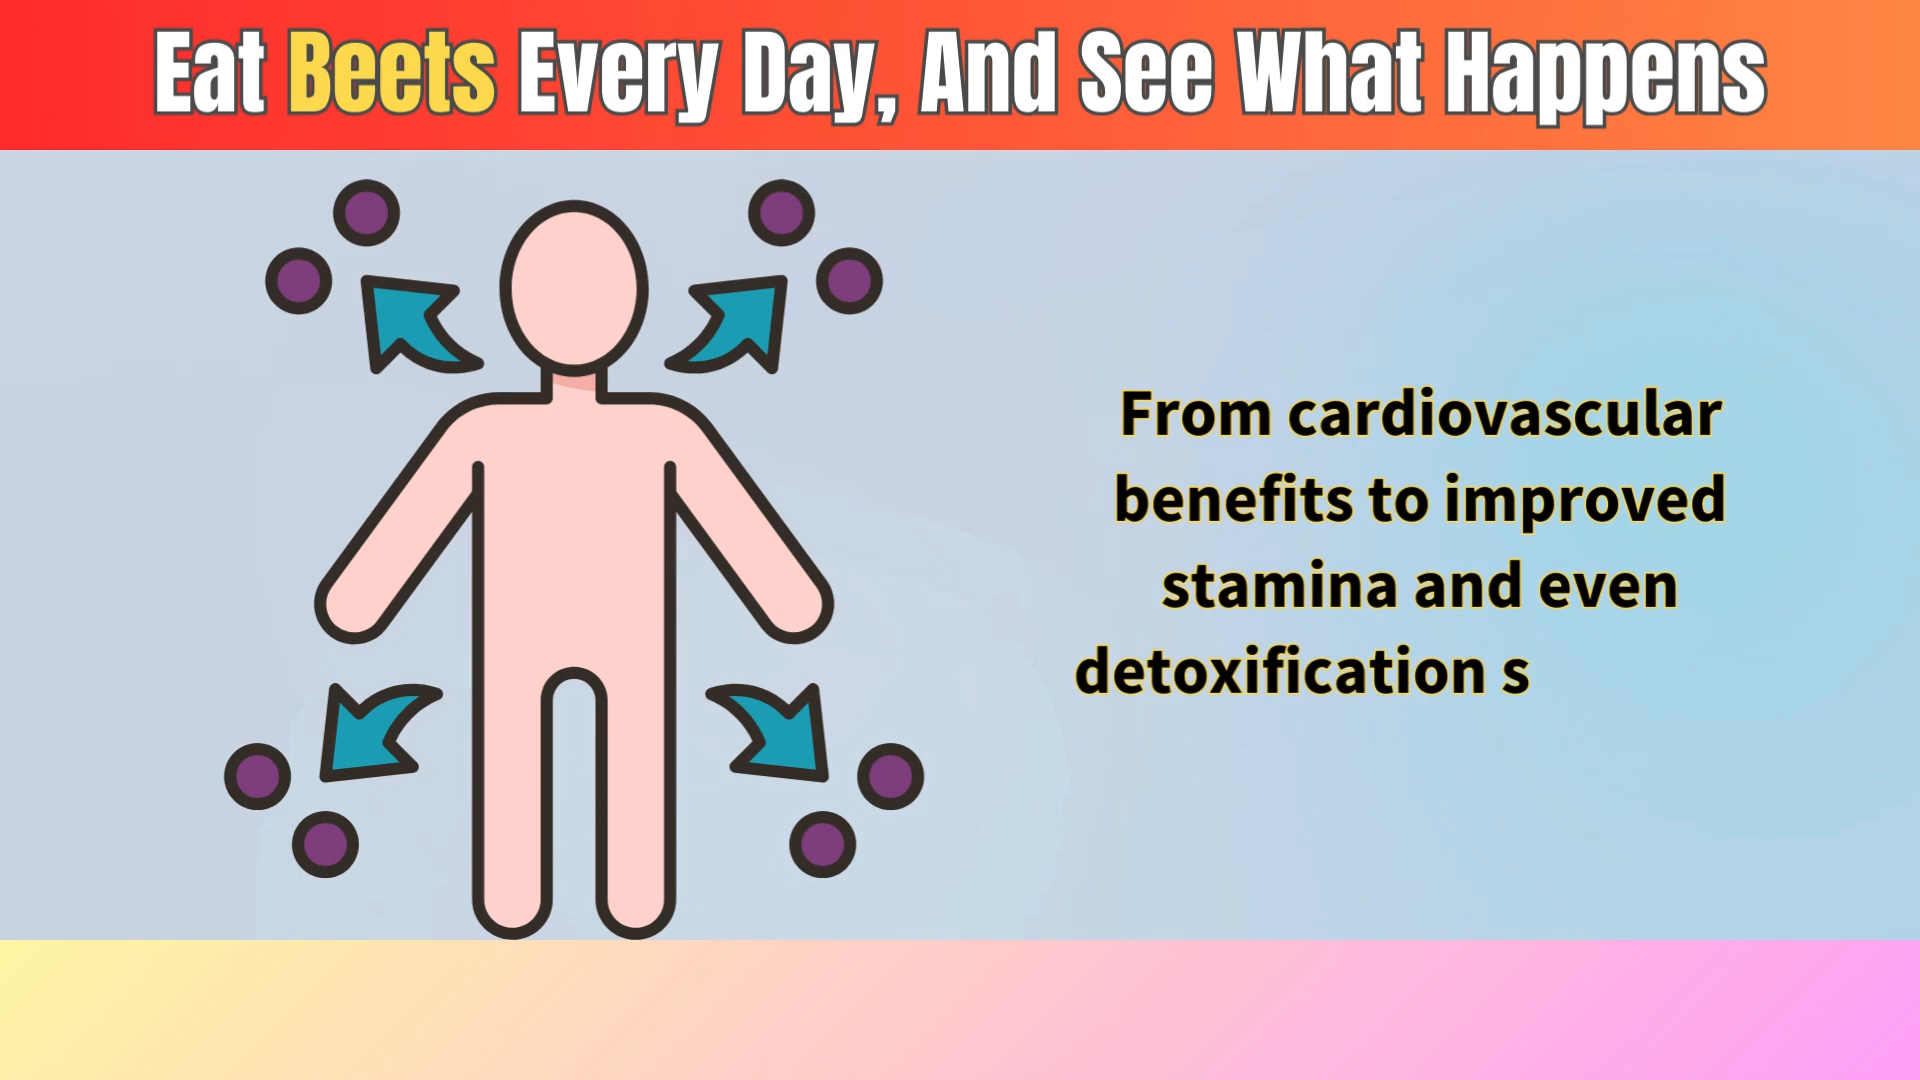 Eat Beets Every Day, And See What Happens
From cardiovascular
benefits to improved
stamina and even
detoxification s